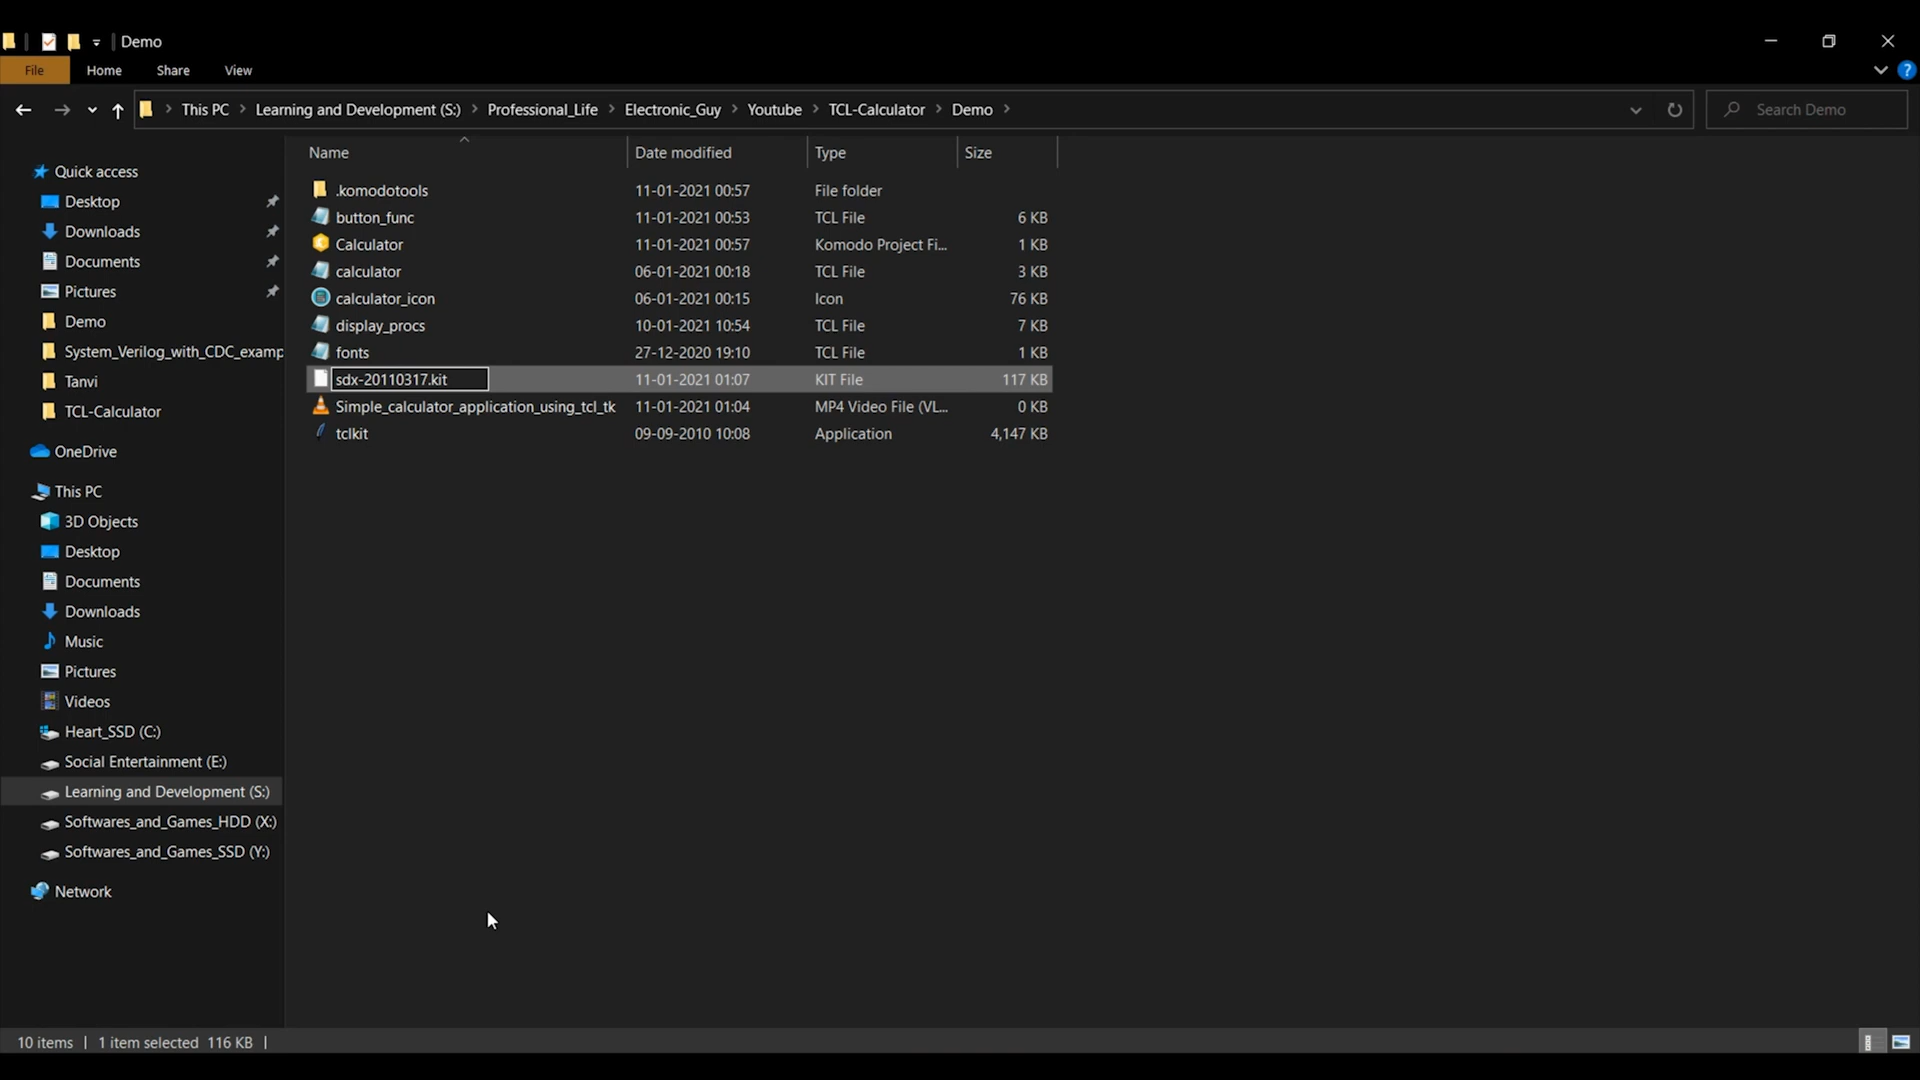 Demo
File Home Share View
This PC Learning and Development (S:) Professional_Life Electronic_Guy Youtube TCL-Calculator Demo Search Demo
Name Date modified Type Size
.komodotools 11-01-2021 00:57 File folder
button_func 11-01-2021 00:53 TCL File 6 KB
Calculator 11-01-2021 00:57 Komodo Project Fi... 1 KB
calculator 06-01-2021 00:18 TCL File 3 KB
calculator_icon 06-01-2021 00:15 Icon 76 KB
display_procs 10-01-2021 10:54 TCL File 7 KB
fonts 27-12-2020 19:10 TCL File 1 KB
sdx-20110317.kit 11-01-2021 01:07 KIT File 117 KB
Simple_calculator_application_using_tcl_tk 11-01-2021 01:04 MP4 Video File (VL... 0 KB
tclkit 09-09-2010 10:08 Application 4,147 KB
Quick access
Desktop
Downloads
Documents
Pictures
Demo
System_Verilog_with_CDC_examp
Tanvi
TCL-Calculator
OneDrive
This PC
3D Objects
Desktop
Documents
Downloads
Music
Pictures
Videos
Heart_SSD (C:)
Social Entertainment (E:)
Learning and Development (S:)
Softwares_and_Games_HDD (X:)
Softwares_and_Games_SSD (Y:)
Network
10 items 1 item selected 116 KB